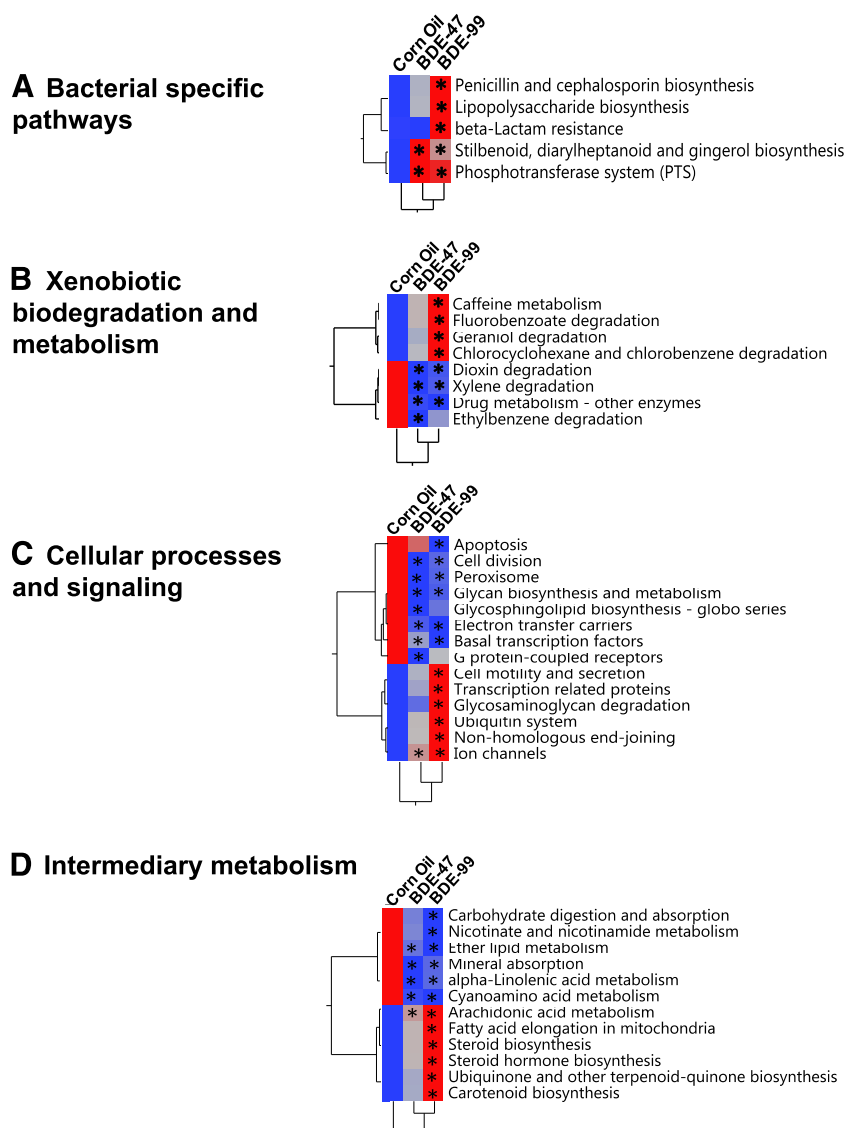 Corn Oil
BDE-47
BDE-99
A Bacterial specific
pathways
* Penicillin and cephalosporin biosynthesis
* Lipopolysaccharide biosynthesis
* beta-Lactam resistance
* * Stilbenoid, diarylheptanoid and gingerol biosynthesis
* * Phosphotransferase system (PTS)
Corn Oil
BDE-47
BDE-99
B Xenobiotic
biodegradation and
metabolism
* Caffeine metabolism
* Fluorobenzoate degradation
* Geraniol degradation
* Chlorocyclohexane and chlorobenzene degradation
* * Dioxin degradation
* * Xylene degradation
* * Drug metabolism - other enzymes
* Ethylbenzene degradation
Corn Oil
BDE-47
BDE-99
C Cellular processes
and signaling
* Apoptosis
* * Cell division
* * Peroxisome
* * Glycan biosynthesis and metabolism
* Glycosphingolipid biosynthesis - globo series
* * Electron transfer carriers
* * Basal transcription factors
* G protein-coupled receptors
* Cell motility and secretion
* Transcription related proteins
* Glycosaminoglycan degradation
* Ubiquitin system
* Non-homologous end-joining
* * Ion channels
D Intermediary metabolism
Corn Oil
BDE-47
BDE-99
* Carbohydrate digestion and absorption
* Nicotinate and nicotinamide metabolism
* * Ether lipid metabolism
* * Mineral absorption
* * alpha-Linolenic acid metabolism
* * Cyanoamino acid metabolism
* * Arachidonic acid metabolism
* Fatty acid elongation in mitochondria
* Steroid biosynthesis
* Steroid hormone biosynthesis
* Ubiquinone and other terpenoid-quinone biosynthesis
* Carotenoid biosynthesis